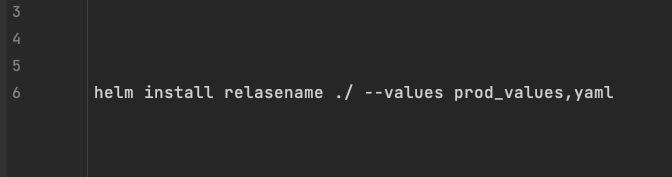 3
4
5
6 helm install relasename ./ --values prod_values,yaml